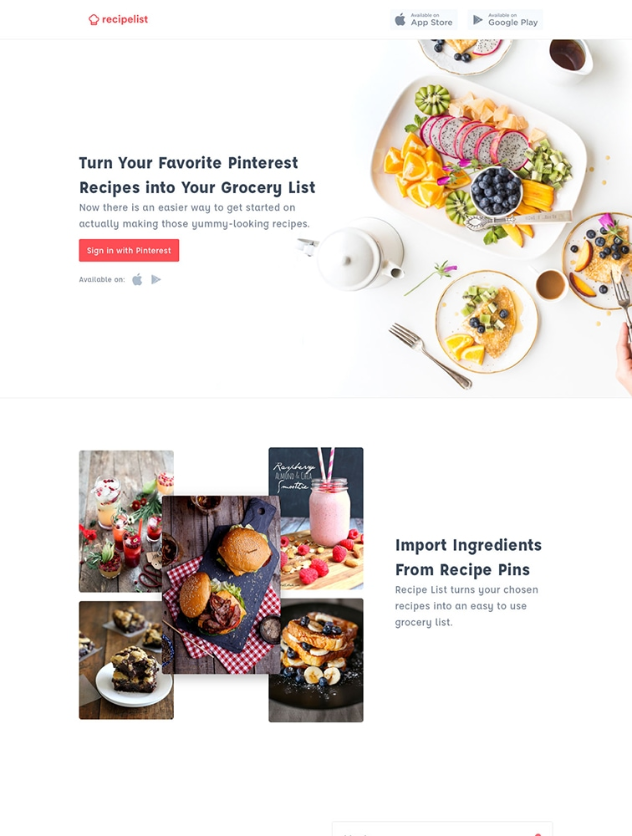 recipelist
Available on
App Store
Available on
Google Play
Turn Your Favorite Pinterest
Recipes into Your Grocery List
Now there is an easier way to get started on
actually making those yummy-looking recipes.
Sign in with Pinterest
Available on:
Raspberry
Almond & Chia
Smoothie
Import Ingredients
From Recipe Pins
Recipe List turns your chosen
recipes into an easy to use
grocery list.